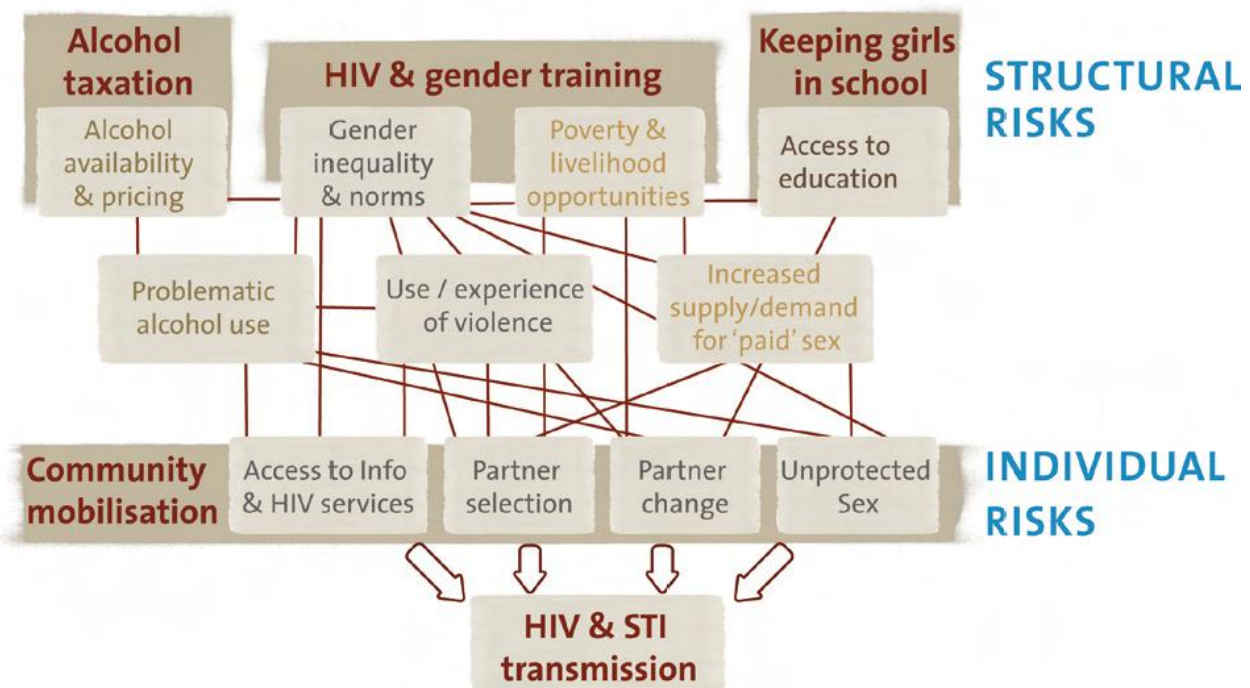 Alcohol
taxation
HIV & gender training
Keeping girls
in school
STRUCTURAL
RISKS
Alcohol
availability
& pricing
Gender
inequality
& norms
Poverty &
livelihood
opportunities
Access to
education
Problematic
alcohol use
Use / experience
of violence
Increased
supply/demand
for ‘paid’ sex
Community
mobilisation
Access to Info
& HIV services
Partner
selection
Partner
change
Unprotected
Sex
INDIVIDUAL
RISKS
HIV & STI
transmission